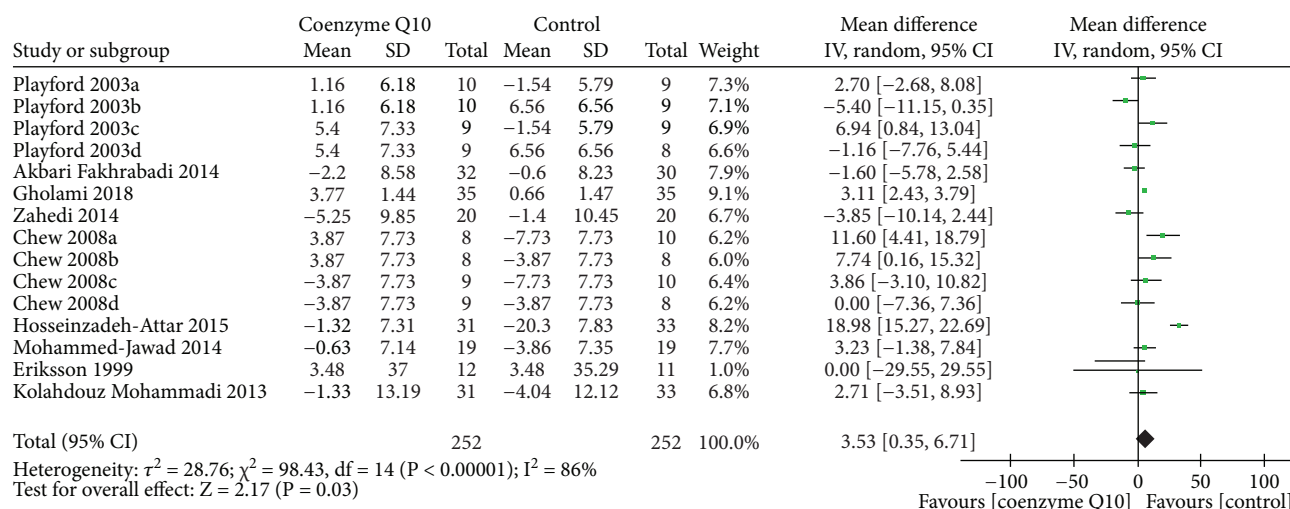 Coenzyme Q10 Control Mean difference Mean difference
Study or subgroup Mean SD Total Mean SD Total Weight IV, random, 95% CI IV, random, 95% CI
Playford 2003a 1.16 6.18 10 −1.54 5.79 9 7.3% 2.70 [−2.68, 8.08]
Playford 2003b 1.16 6.18 10 6.56 6.56 9 7.1% −5.40 [−11.15, 0.35]
Playford 2003c 5.4 7.33 9 −1.54 5.79 9 6.9% 6.94 [0.84, 13.04]
Playford 2003d 5.4 7.33 9 6.56 6.56 8 6.6% −1.16 [−7.76, 5.44]
Akbari Fakhrabadi 2014 −2.2 8.58 32 −0.6 8.23 30 7.9% −1.60 [−5.78, 2.58]
Gholami 2018 3.77 1.44 35 0.66 1.47 35 9.1% 3.11 [2.43, 3.79]
Zahedi 2014 −5.25 9.85 20 −1.4 10.45 20 6.7% −3.85 [−10.14, 2.44]
Chew 2008a 3.87 7.73 8 −7.73 7.73 10 6.2% 11.60 [4.41, 18.79]
Chew 2008b 3.87 7.73 8 −3.87 7.73 8 6.0% 7.74 [0.16, 15.32]
Chew 2008c −3.87 7.73 9 −7.73 7.73 10 6.4% 3.86 [−3.10, 10.82]
Chew 2008d −3.87 7.73 9 −3.87 7.73 8 6.2% 0.00 [−7.36, 7.36]
Hosseinzadeh-Attar 2015 −1.32 7.31 31 −20.3 7.83 33 8.2% 18.98 [15.27, 22.69]
Mohammed-Jawad 2014 −0.63 7.14 19 −3.86 7.35 19 7.7% 3.23 [−1.38, 7.84]
Eriksson 1999 3.48 37 12 3.48 35.29 11 1.0% 0.00 [−29.55, 29.55]
Kolahdouz Mohammadi 2013 −1.33 13.19 31 −4.04 12.12 33 6.8% 2.71 [−3.51, 8.93]
Total (95% CI) 252 252 100.0% 3.53 [0.35, 6.71]
Heterogeneity: τ² = 28.76; χ² = 98.43, df = 14 (P < 0.00001); I² = 86%
Test for overall effect: Z = 2.17 (P = 0.03)
−100 −50 0 50 100
Favours [coenzyme Q10] Favours [control]